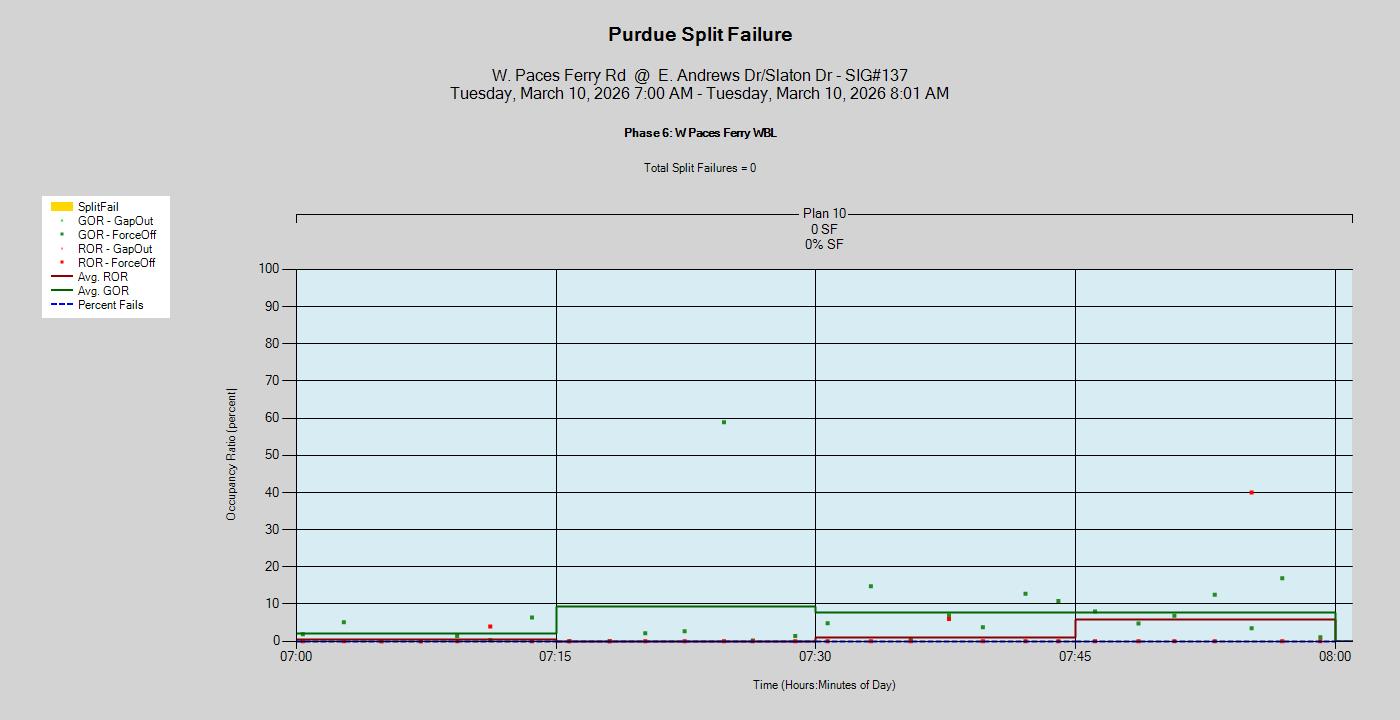 Purdue Split Failure
W. Paces Ferry Rd @ E. Andrews Dr/Slaton Dr - SIG#137
Tuesday, March 10, 2026 7:00 AM - Tuesday, March 10, 2026 8:01 AM
Phase 6: W Paces Ferry WBL
Total Split Failures = 0
SplitFail
GOR - GapOut
GOR - ForceOff
ROR - GapOut
ROR - ForceOff
Avg. ROR
Avg. GOR
Percent Fails
Plan 10
0 SF
0% SF
100
90
80
70
60
50
40
30
20
10
0
Occupancy Ratio (percent)
07:00 07:15 07:30 07:45 08:00
Time (Hours:Minutes of Day)